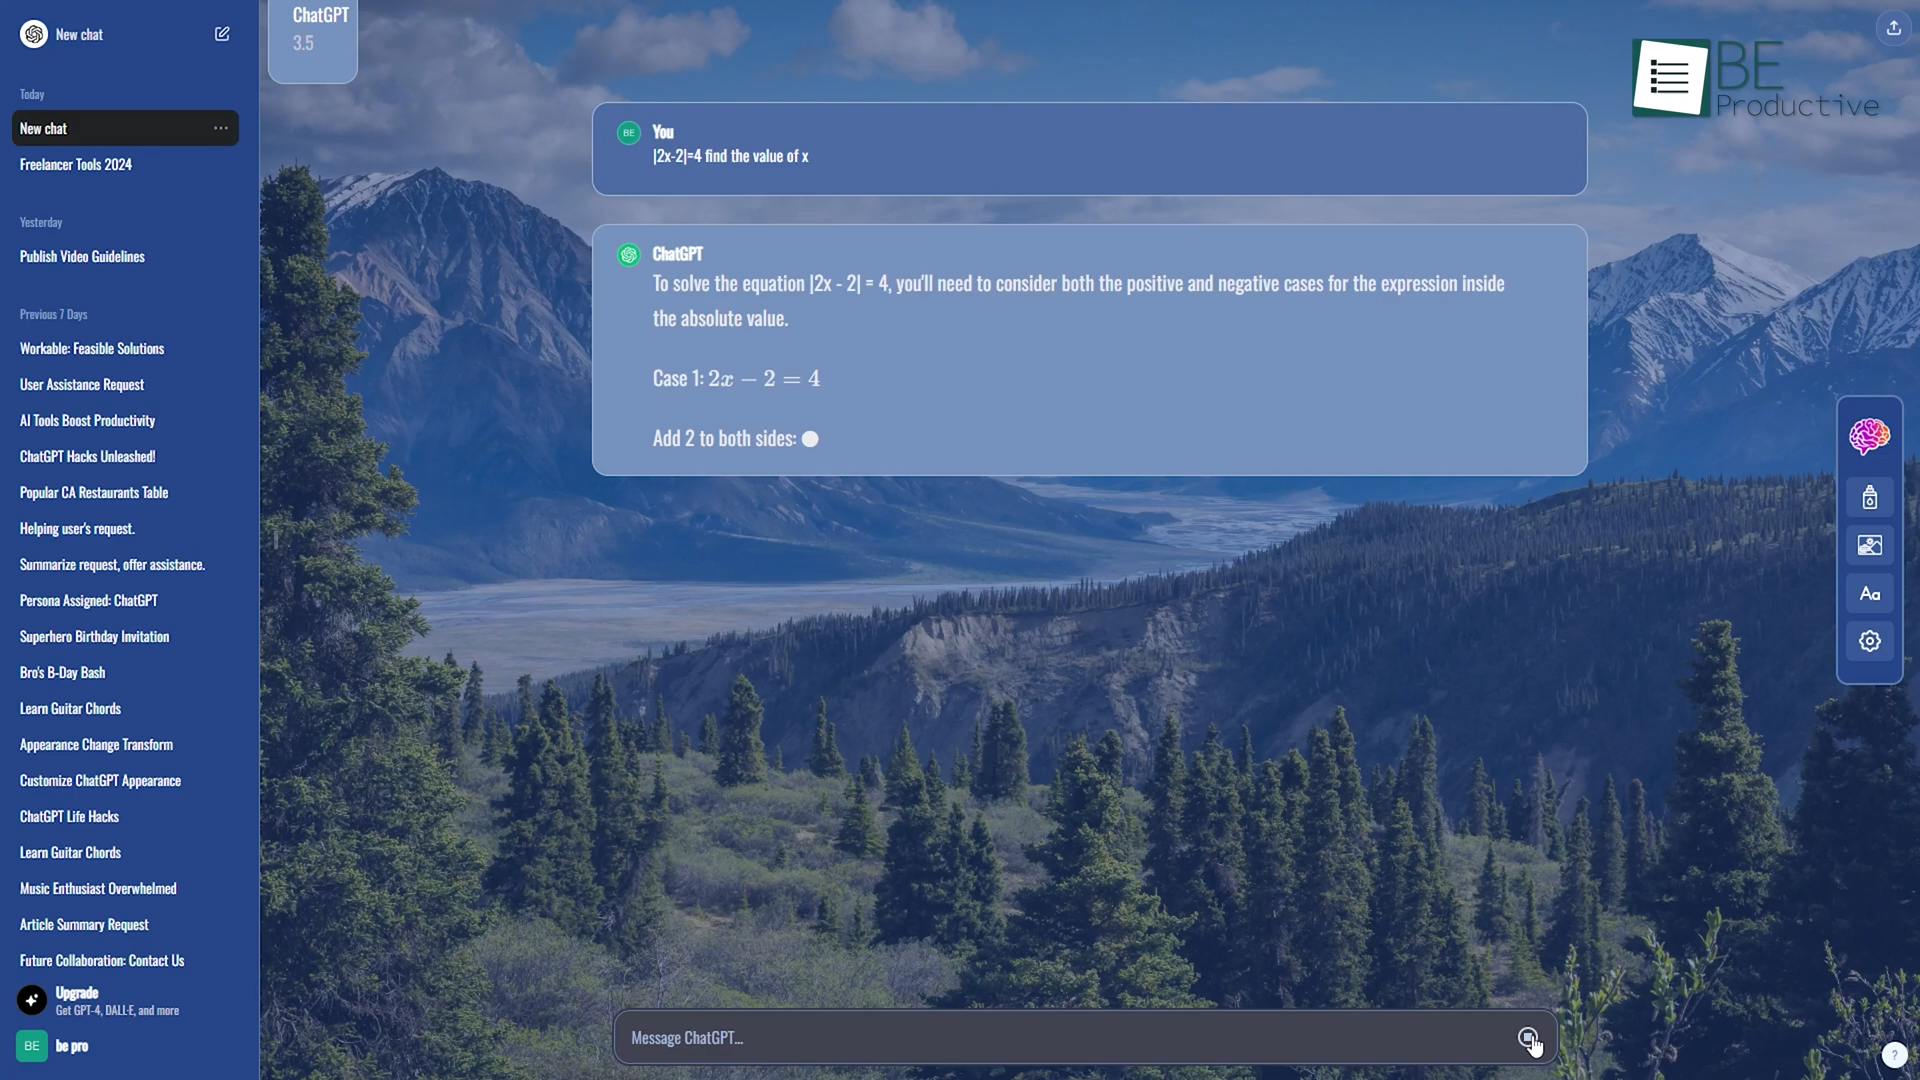 New chat
Today
New chat
Freelancer Tools 2024
Yesterday
Publish Video Guidelines
Previous 7 Days
Workable: Feasible Solutions
User Assistance Request
AI Tools Boost Productivity
ChatGPT Hacks Unleashed!
Popular CA Restaurants Table
Helping user's request.
Summarize request, offer assistance.
Persona Assigned: ChatGPT
Superhero Birthday Invitation
Bro's B-Day Bash
Learn Guitar Chords
Appearance Change Transform
Customize ChatGPT Appearance
ChatGPT Life Hacks
Learn Guitar Chords
Music Enthusiast Overwhelmed
Article Summary Request
Future Collaboration: Contact Us
Upgrade
Get GPT-4, DALL·E, and more
BE be pro
ChatGPT
3.5
BE
Productive
BE You
|2x-2|=4 find the value of x
ChatGPT
To solve the equation |2x - 2| = 4, you'll need to consider both the positive and negative cases for the expression inside
the absolute value.
Case 1: 2x − 2 = 4
Add 2 to both sides:
Aa
Message ChatGPT...
?